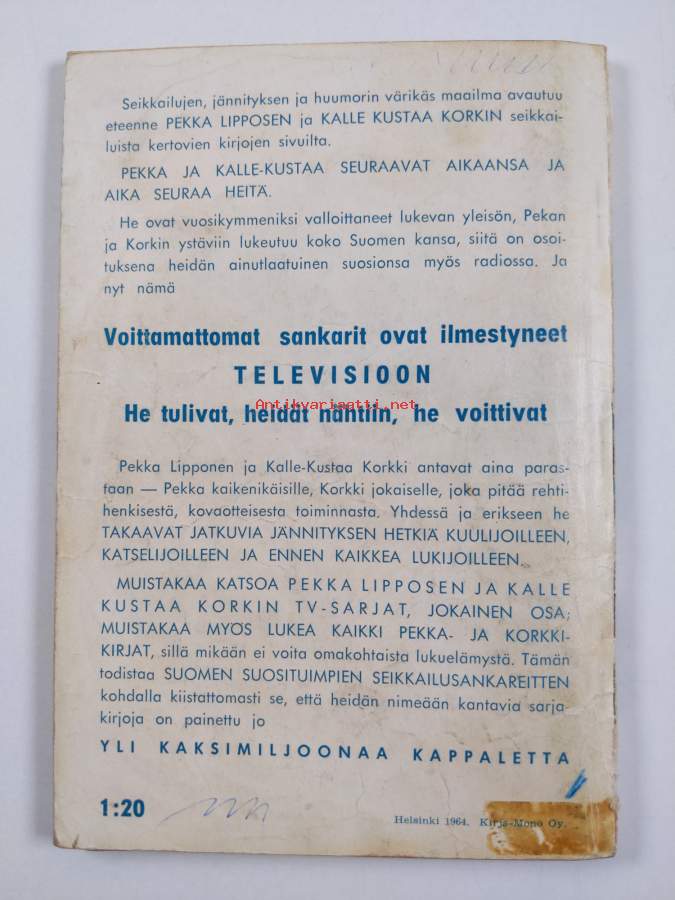 Seikkailujen, jännityksen ja huumorin värikäs maailma avautuu
eteenne PEKKA LIPPOSEN ja KALLE KUSTAA KORKIN seikkai-
luista kertovien kirjojen sivuilta.
PEKKA JA KALLE-KUSTAA SEURAAVAT AIKAANSA JA
AIKA SEURAA HEITÄ.
He ovat vuosikymmeniksi valloittaneet lukevan yleisön, Pekan
ja Korkin ystäviin lukeutuu koko Suomen kansa, siitä on osoi-
tuksena heidän ainutlaatuinen suosionsa myös radiossa. Ja
nyt nämä
Voittamattomat sankarit ovat ilmestyneet
TELEVISIOON
Antikvariaatti.net
He tulivat, heidät nähtiin, he voittivat
Pekka Lipponen ja Kalle-Kustaa Korkki antavat aina paras-
taan — Pekka kaikenikäisille, Korkki jokaiselle, joka pitää rehti-
henkisestä, kovaotteisesta toiminnasta. Yhdessä ja erikseen he
TAKAAVAT JATKUVIA JÄNNITYKSEN HETKIÄ KUULIJOILLEEN,
KATSELIJOILLEEN JA ENNEN KAIKKEA LUKIJOILLEEN.
MUISTAKAA KATSOA PEKKA LIPPOSEN JA KALLE
KUSTAA KORKIN TV-SARJAT, JOKAINEN OSA;
MUISTAKAA MYÖS LUKEA KAIKKI PEKKA- JA KORKKI-
KIRJAT, sillä mikään ei voita omakohtaista lukuelämystä. Tämän
todistaa SUOMEN SUOSITUIMPIEN SEIKKAILUSANKAREITTEN
kohdalla kiistattomasti se, että heidän nimeään kantavia sarja-
kirjoja on painettu jo
YLI KAKSIMILJOONAA KAPPALETTA
1:20
Helsinki 1964. Kirja-Mono Oy.